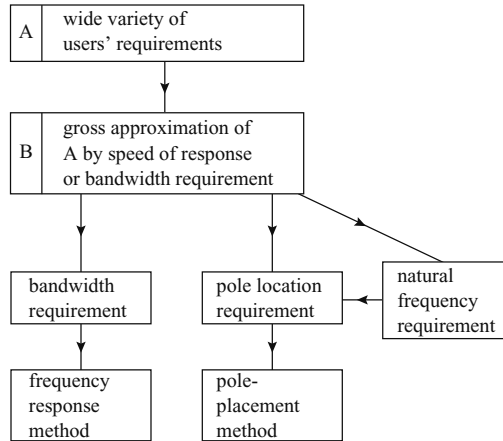 A
wide variety of
users' requirements
B
gross approximation of
A by speed of response
or bandwidth requirement
bandwidth
requirement
pole location
requirement
natural
frequency
requirement
frequency
response
method
pole-
placement
method